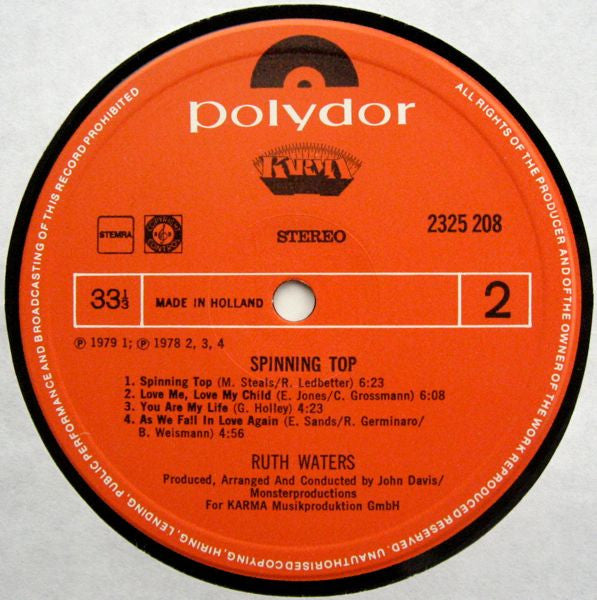 polydor
KARMA
STEMRA
COPYRIGHT CONTROL
STEREO
2325 208
33⅓
MADE IN HOLLAND
2
℗ 1979 1; ℗ 1978 2, 3, 4
SPINNING TOP
1. Spinning Top (M. Steals/R. Ledbetter) 6:23
2. Love Me, Love My Child (E. Jones/C. Grossmann) 6:08
3. You Are My Life (G. Holley) 4:23
4. As We Fall In Love Again (E. Sands/R. Germinaro/
B. Weismann) 4:56
RUTH WATERS
Produced, Arranged And Conducted by John Davis/
Monsterproductions
For KARMA Musikproduktion GmbH
ALL RIGHTS OF THE PRODUCER AND OF THE OWNER OF THE WORK REPRODUCED RESERVED. UNAUTHORISED COPYING, HIRING, LENDING, PUBLIC PERFORMANCE AND BROADCASTING OF THIS RECORD PROHIBITED